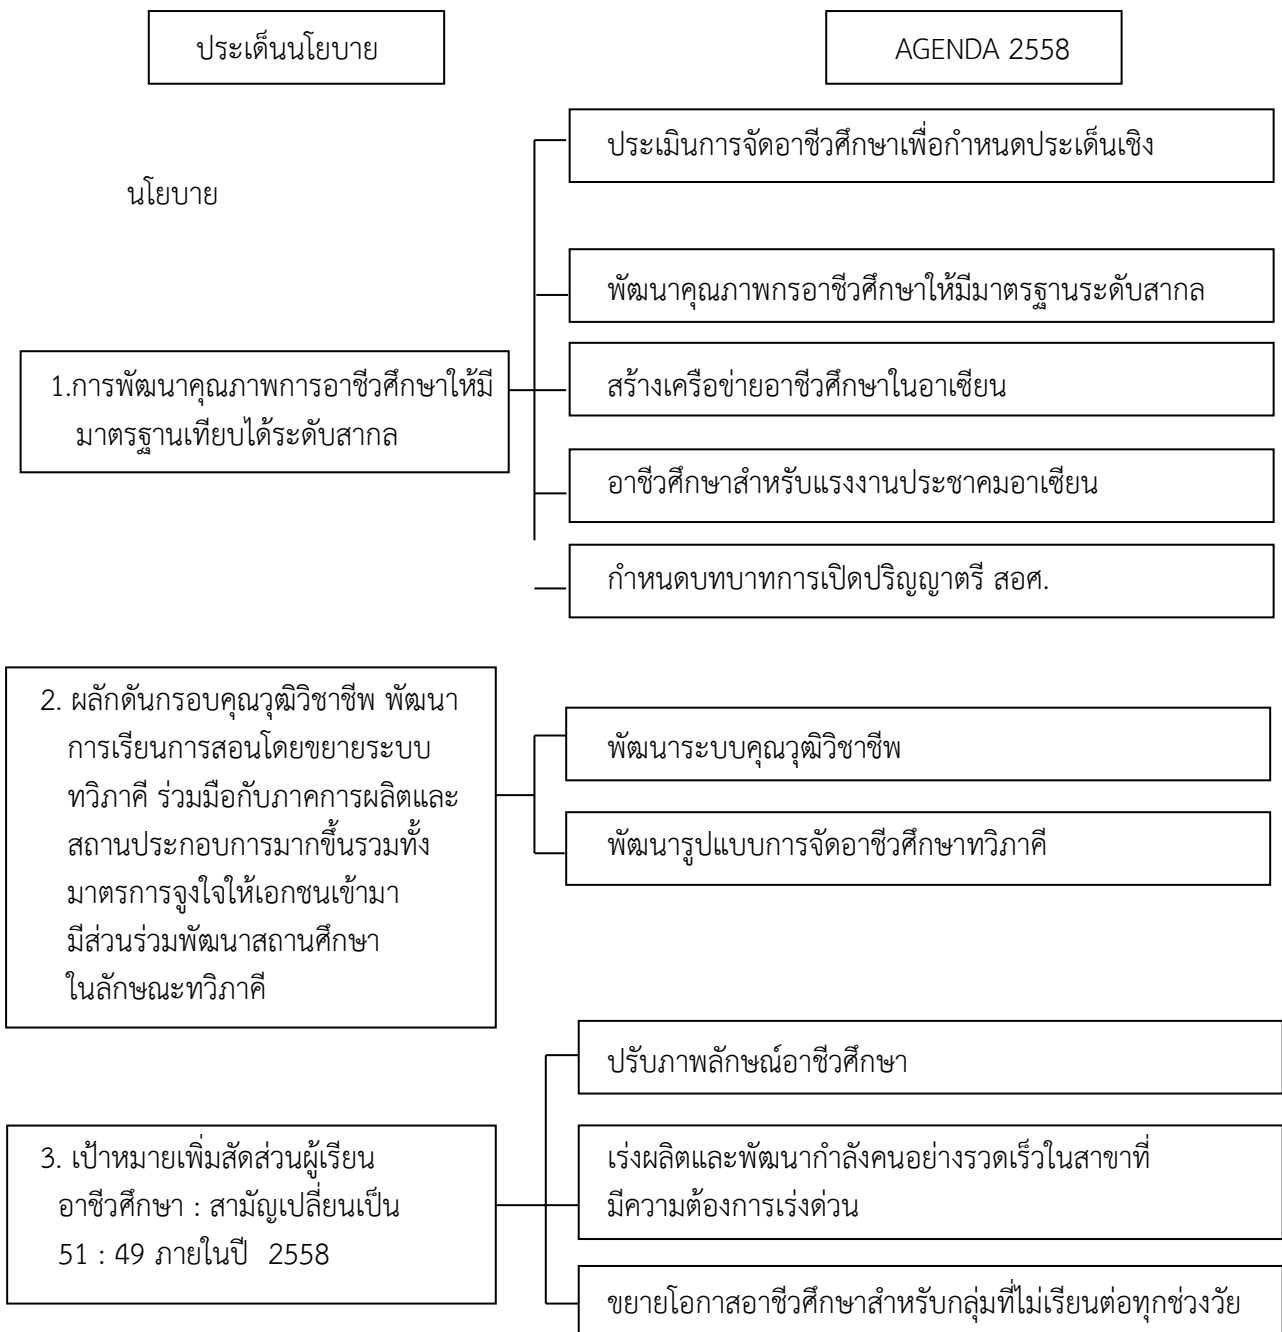 ประเด็นนโยบาย
AGENDA 2558
ประเมินการจัดอาชีวศึกษาเพื่อกำหนดประเด็นเชิง
นโยบาย
พัฒนาคุณภาพกรอาชีวศึกษาให้มีมาตรฐานระดับสากล
1.การพัฒนาคุณภาพการอาชีวศึกษาให้มี
มาตรฐานเทียบได้ระดับสากล
สร้างเครือข่ายอาชีวศึกษาในอาเซียน
อาชีวศึกษาสำหรับแรงงานประชาคมอาเซียน
กำหนดบทบาทการเปิดปริญญาตรี สอศ.
2. ผลักดันกรอบคุณวุฒิวิชาชีพ พัฒนา
การเรียนการสอนโดยขยายระบบ
ทวิภาคี ร่วมมือกับภาคการผลิตและ
สถานประกอบการมากขึ้นรวมทั้ง
มาตรการจูงใจให้เอกชนเข้ามา
มีส่วนร่วมพัฒนาสถานศึกษา
ในลักษณะทวิภาคี
พัฒนาระบบคุณวุฒิวิชาชีพ
พัฒนารูปแบบการจัดอาชีวศึกษาทวิภาคี
3. เป้าหมายเพิ่มสัดส่วนผู้เรียน
อาชีวศึกษา : สามัญเปลี่ยนเป็น
51 : 49 ภายในปี 2558
ปรับภาพลักษณ์อาชีวศึกษา
เร่งผลิตและพัฒนากำลังคนอย่างรวดเร็วในสาขาที่
มีความต้องการเร่งด่วน
ขยายโอกาสอาชีวศึกษาสำหรับกลุ่มที่ไม่เรียนต่อทุกช่วงวัย